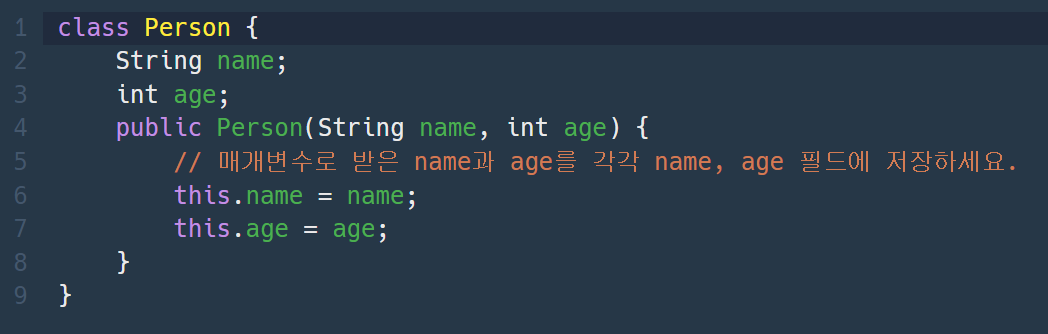 1 class Person {
2     String name;
3     int age;
4     public Person(String name, int age) {
5         // 매개변수로 받은 name과 age를 각각 name, age 필드에 저장하세요.
6         this.name = name;
7         this.age = age;
8     }
9 }